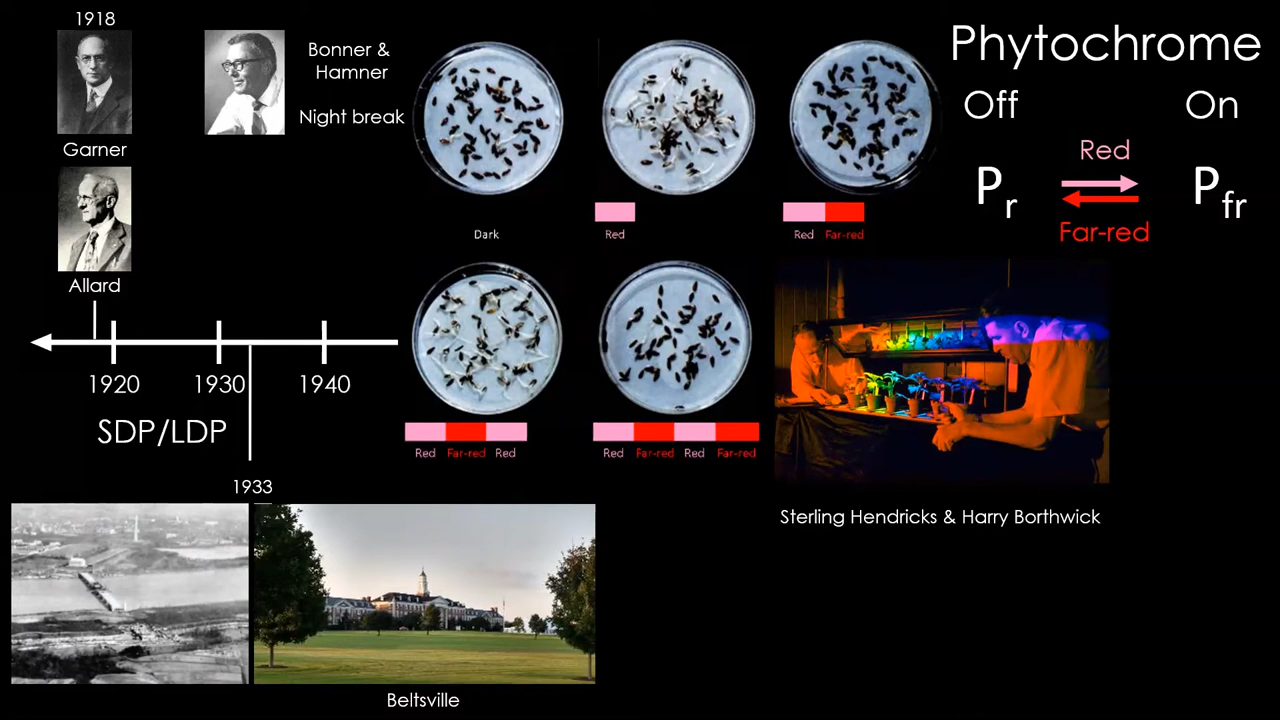 1918
Garner
Allard
Bonner &
Hamner
Night break
1920
1930
1940
SDP/LDP
1933
Beltsville
Dark
Red
Red Far-red
Red Far-red Red
Red Far-red Red Far-red
Phytochrome
Off On
Red
Pr Pfr
Far-red
Sterling Hendricks & Harry Borthwick